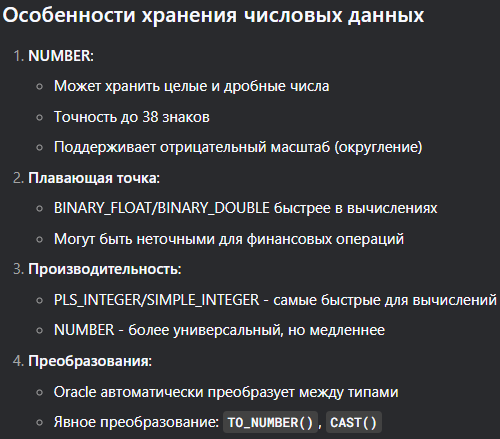 Особенности хранения числовых данных
1. NUMBER:
○ Может хранить целые и дробные числа
○ Точность до 38 знаков
○ Поддерживает отрицательный масштаб (округление)
2. Плавающая точка:
○ BINARY_FLOAT/BINARY_DOUBLE быстрее в вычислениях
○ Могут быть неточными для финансовых операций
3. Производительность:
○ PLS_INTEGER/SIMPLE_INTEGER - самые быстрые для вычислений
○ NUMBER - более универсальный, но медленнее
4. Преобразования:
○ Oracle автоматически преобразует между типами
○ Явное преобразование: TO_NUMBER(), CAST()